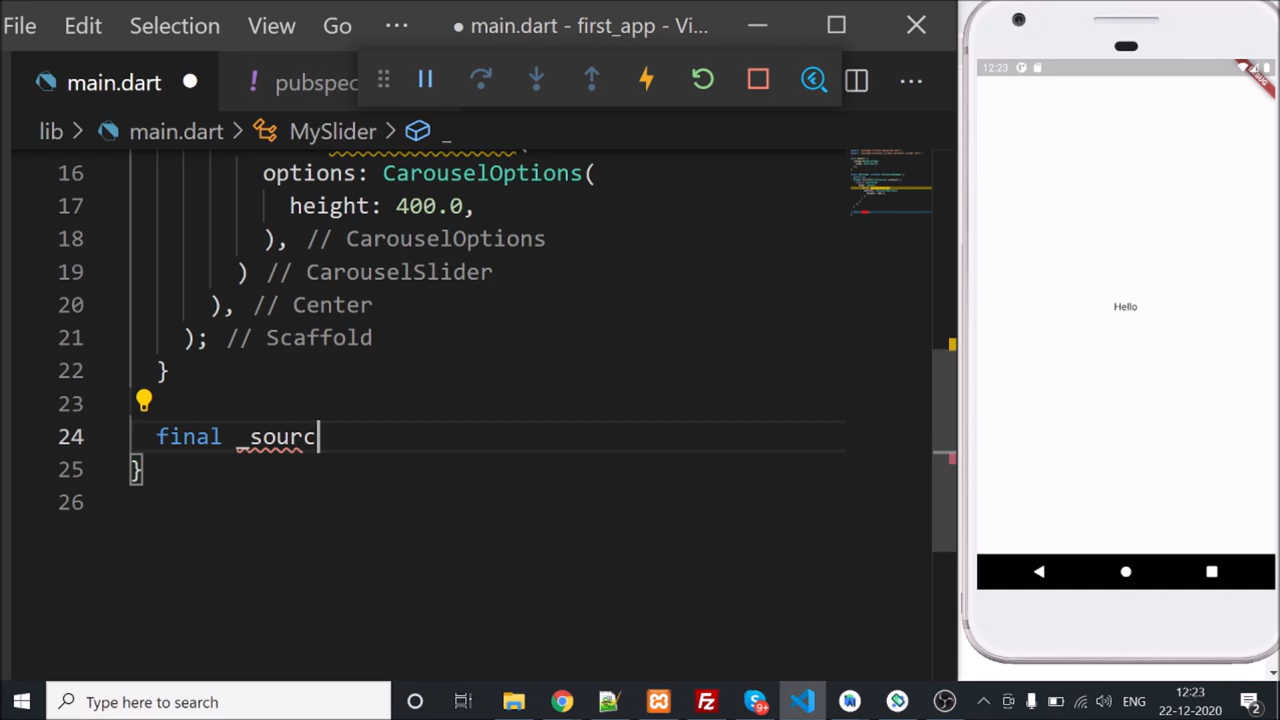 File Edit Selection View Go ··· ● main.dart - first_app - Vi...
main.dart ● ! pubspec
lib > main.dart > MySlider > _
16 options: CarouselOptions(
17 height: 400.0,
18 ), // CarouselOptions
19 ) // CarouselSlider
20 ), // Center
21 ); // Scaffold
22 }
23
24 final _sourc
25 }
26
12:23
Hello
Type here to search
9+
ENG
12:23
22-12-2020
2